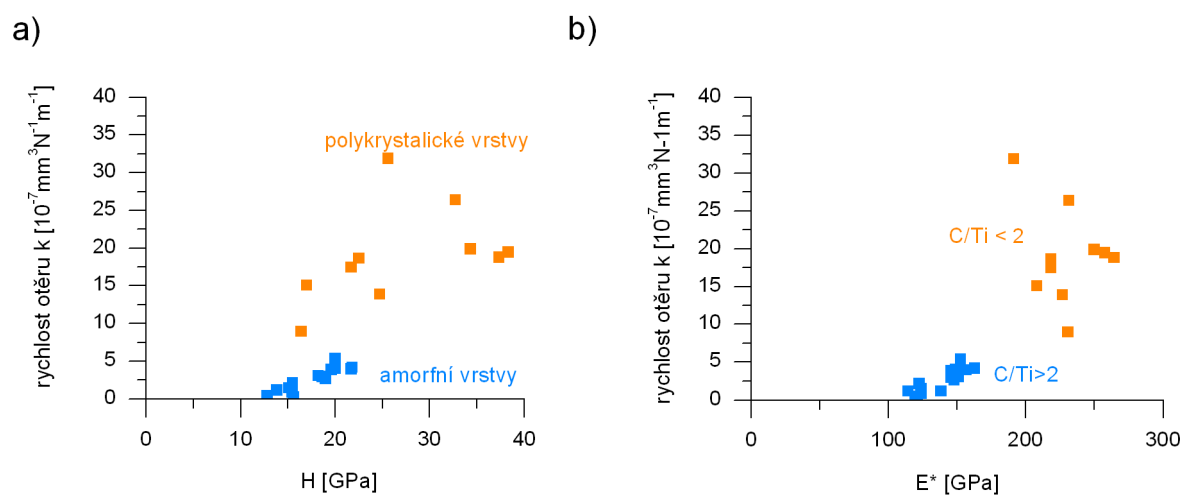 a)
rychlost otěru k [10⁻⁷mm³N⁻¹m⁻¹]
40
35
30
25
20
15
10
5
0
polykrystalické vrstvy
amorfní vrstvy
0 10 20 30 40
H [GPa]
b)
rychlost otěru k [10⁻⁷mm³N-1m⁻¹]
40
35
30
25
20
15
10
5
0
C/Ti < 2
C/Ti>2
0 100 200 300
E* [GPa]